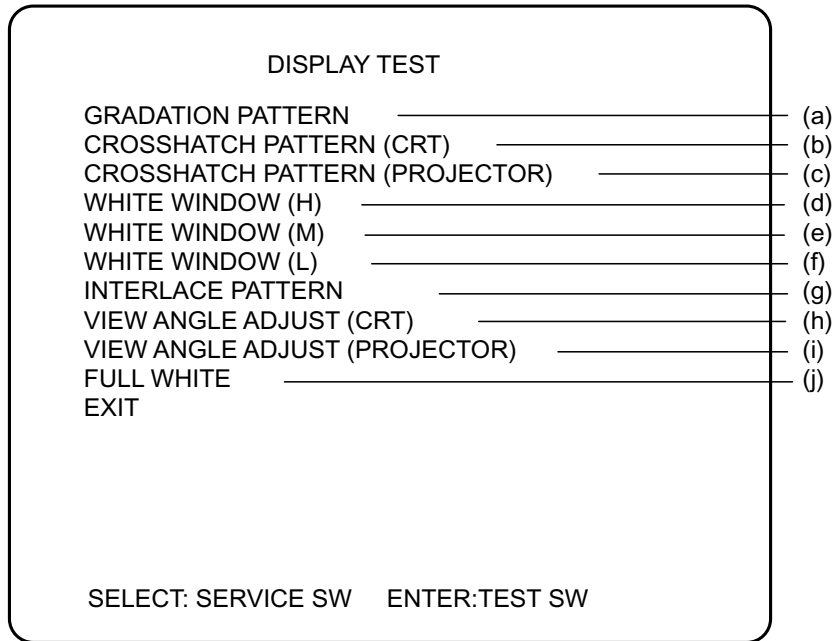 DISPLAY TEST
GRADATION PATTERN (a)
CROSSHATCH PATTERN (CRT) (b)
CROSSHATCH PATTERN (PROJECTOR) (c)
WHITE WINDOW (H) (d)
WHITE WINDOW (M) (e)
WHITE WINDOW (L) (f)
INTERLACE PATTERN (g)
VIEW ANGLE ADJUST (CRT) (h)
VIEW ANGLE ADJUST (PROJECTOR) (i)
FULL WHITE (j)
EXIT
SELECT: SERVICE SW ENTER:TEST SW